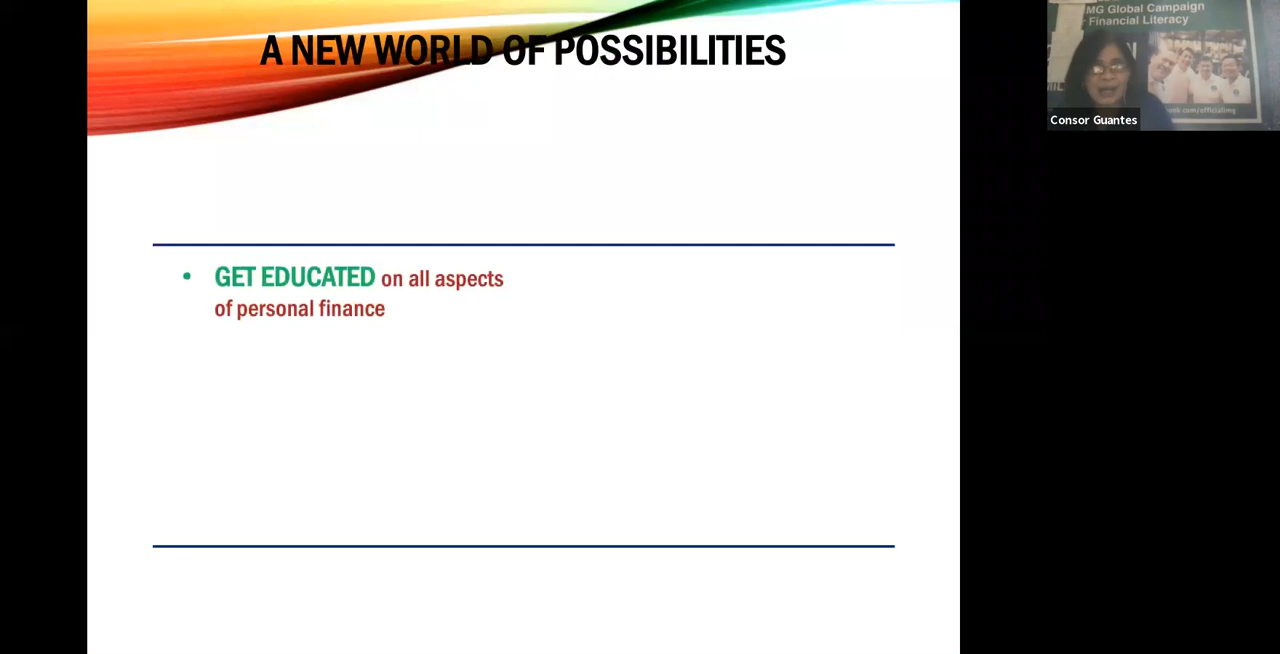 A NEW WORLD OF POSSIBILITIES
• GET EDUCATED on all aspects
of personal finance
MG Global Campaign
Financial Literacy
Consor Guantes